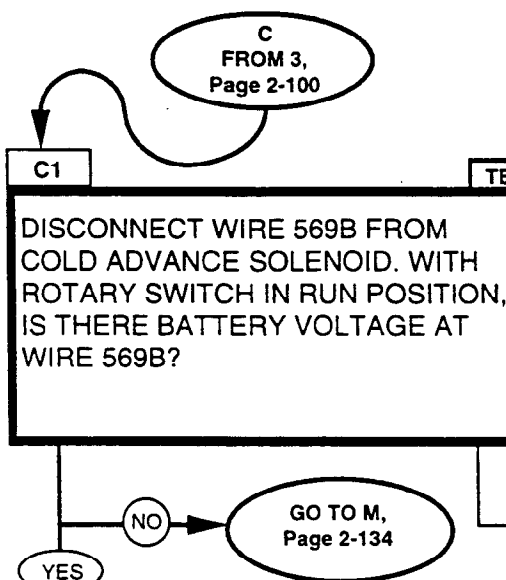 C
FROM 3,
Page 2-100
C1
TE
DISCONNECT WIRE 569B FROM
COLD ADVANCE SOLENOID. WITH
ROTARY SWITCH IN RUN POSITION,
IS THERE BATTERY VOLTAGE AT
WIRE 569B?
NO
GO TO M,
Page 2-134
YES